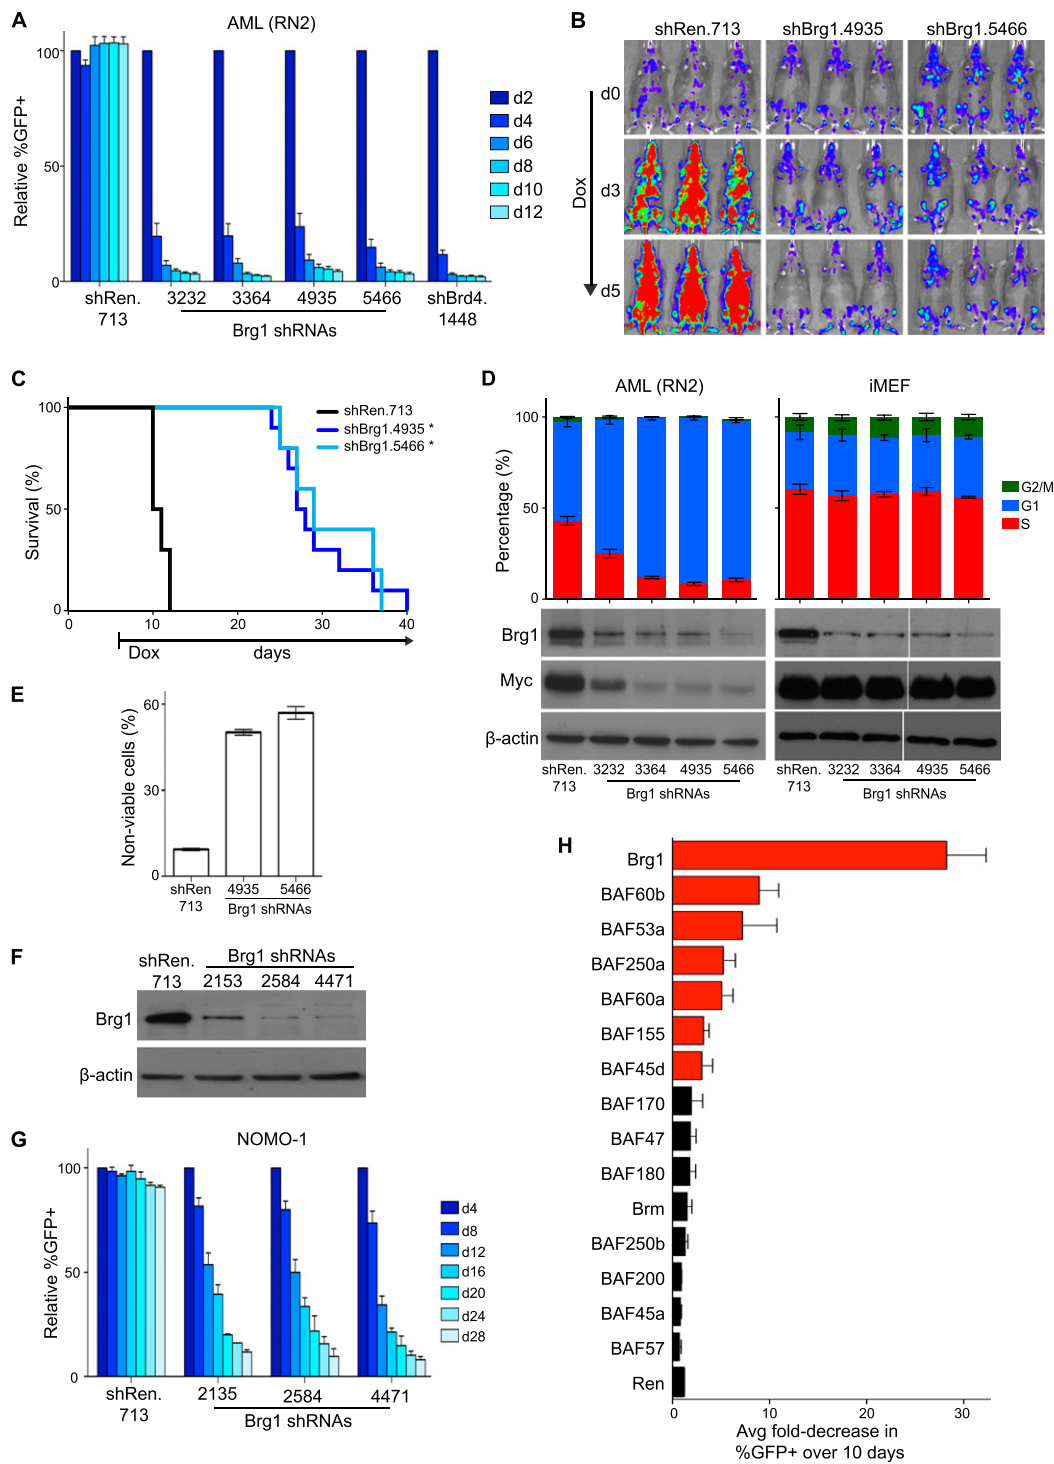 A
AML (RN2)
Relative %GFP+
100
50
0
d2
d4
d6
d8
d10
d12
shRen.
713
3232
3364
4935
5466
shBrd4.
1448
Brg1 shRNAs
B
shRen.713
shBrg1.4935
shBrg1.5466
d0
d3
d5
Dox
C
Survival (%)
100
50
0
shRen.713
shBrg1.4935 *
shBrg1.5466 *
0
10
20
30
40
Dox
days
D
AML (RN2)
iMEF
Percentage (%)
100
50
0
G2/M
G1
S
Brg1
Myc
β-actin
shRen.
713
3232
3364
4935
5466
Brg1 shRNAs
shRen.
713
3232
3364
4935
5466
Brg1 shRNAs
E
Non-viable cells (%)
60
30
0
shRen
713
4935
5466
Brg1 shRNAs
F
shRen.
713
Brg1 shRNAs
2153
2584
4471
Brg1
β-actin
G
NOMO-1
Relative %GFP+
100
50
0
d4
d8
d12
d16
d20
d24
d28
shRen.
713
2135
2584
4471
Brg1 shRNAs
H
Brg1
BAF60b
BAF53a
BAF250a
BAF60a
BAF155
BAF45d
BAF170
BAF47
BAF180
Brm
BAF250b
BAF200
BAF45a
BAF57
Ren
0
10
20
30
Avg fold-decrease in
%GFP+ over 10 days